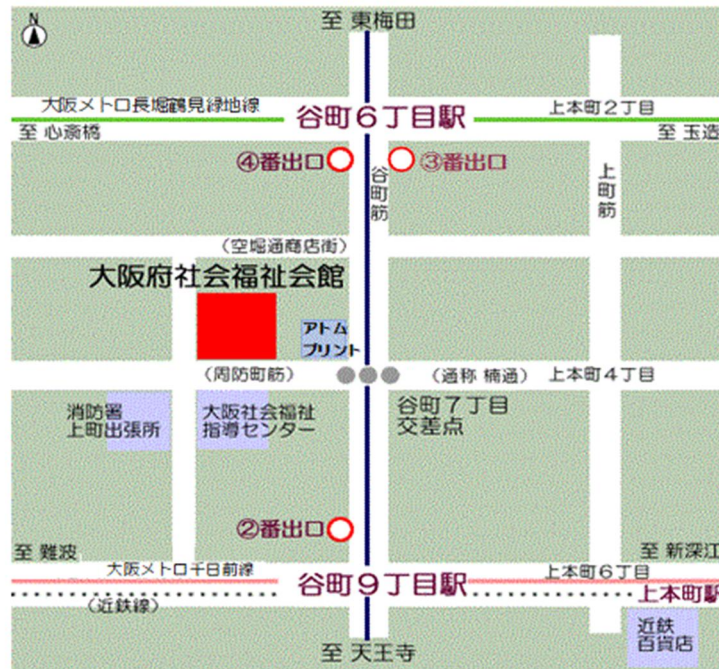 N
至 東梅田
大阪メトロ長堀鶴見緑地線
谷町6丁目駅
上本町2丁目
至 心斎橋
至 玉造
④番出口
③番出口
谷町筋
上町筋
（空堀通商店街）
大阪府社会福祉会館
アトム
プリント
（周防町筋）
（通称 楠通）
上本町4丁目
消防署
上町出張所
大阪社会福祉
指導センター
谷町7丁目
交差点
②番出口
至 難波
至 新深江
大阪メトロ千日前線
谷町9丁目駅
上本町6丁目
（近鉄線）
上本町駅
近鉄
百貨店
至 天王寺